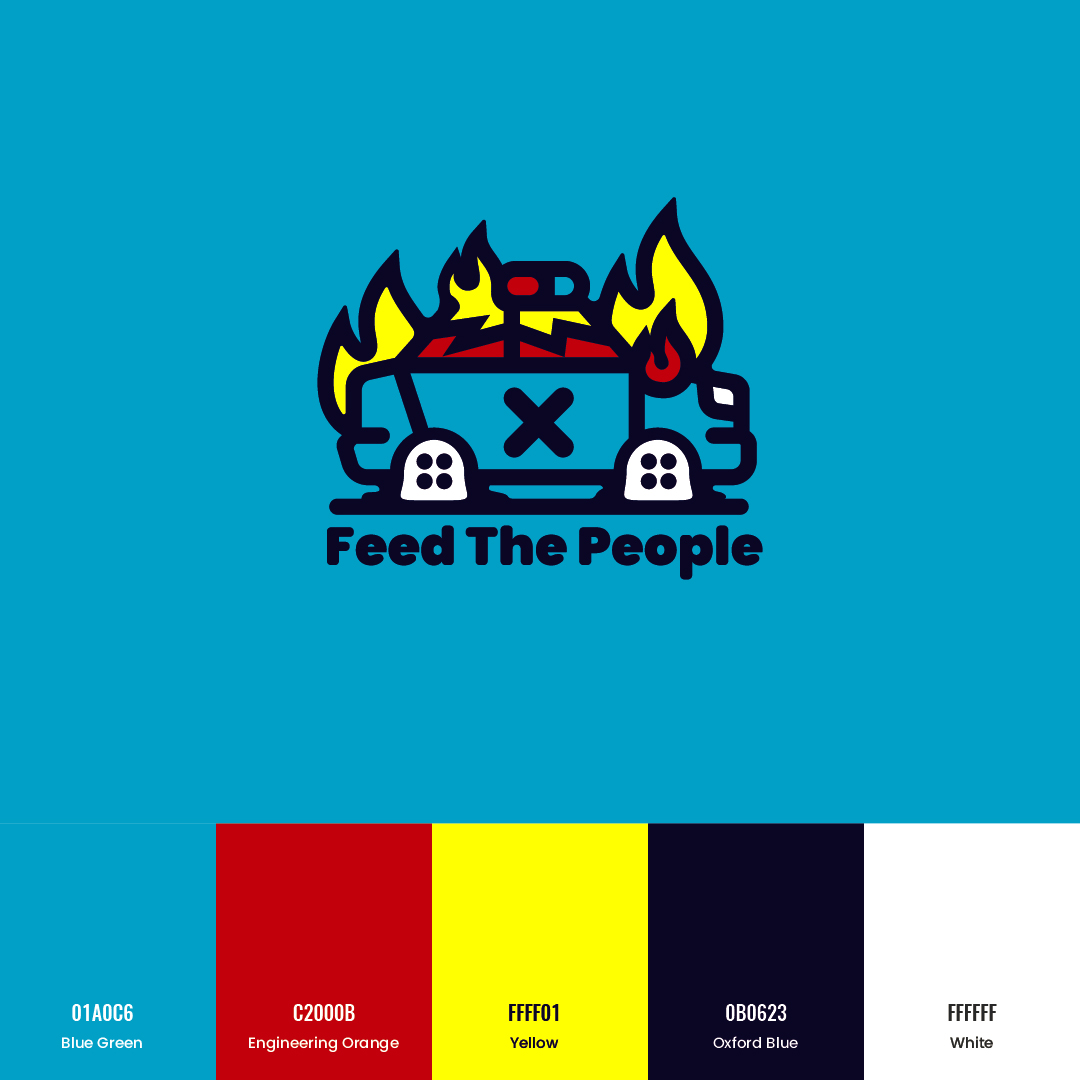 Feed The People
01A0C6
Blue Green
C2000B
Engineering Orange
FFFF01
Yellow
0B0623
Oxford Blue
FFFFFF
White